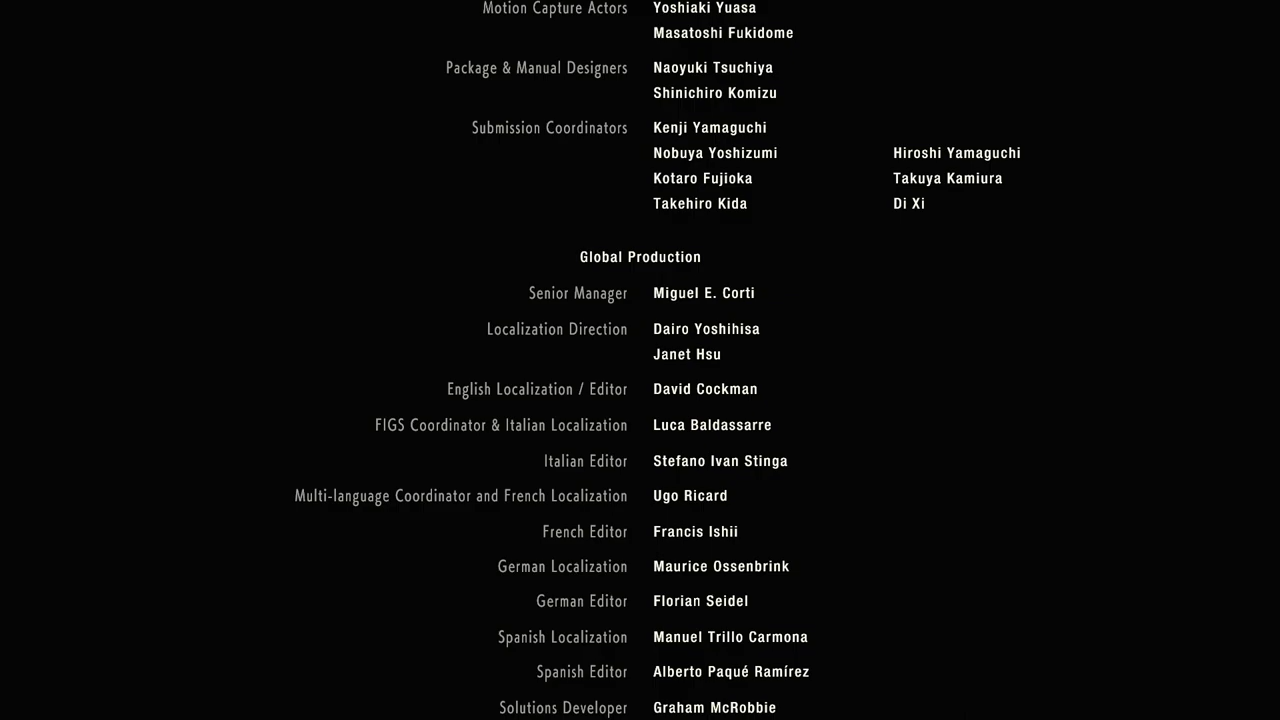 Motion Capture Actors Yoshiaki Yuasa
Masatoshi Fukidome
Package & Manual Designers Naoyuki Tsuchiya
Shinichiro Komizu
Submission Coordinators Kenji Yamaguchi
Nobuya Yoshizumi Hiroshi Yamaguchi
Kotaro Fujioka Takuya Kamiura
Takehiro Kida Di Xi
Global Production
Senior Manager Miguel E. Corti
Localization Direction Dairo Yoshihisa
Janet Hsu
English Localization / Editor David Cockman
FIGS Coordinator & Italian Localization Luca Baldassarre
Italian Editor Stefano Ivan Stinga
Multi-language Coordinator and French Localization Ugo Ricard
French Editor Francis Ishii
German Localization Maurice Ossenbrink
German Editor Florian Seidel
Spanish Localization Manuel Trillo Carmona
Spanish Editor Alberto Paqué Ramírez
Solutions Developer Graham McRobbie